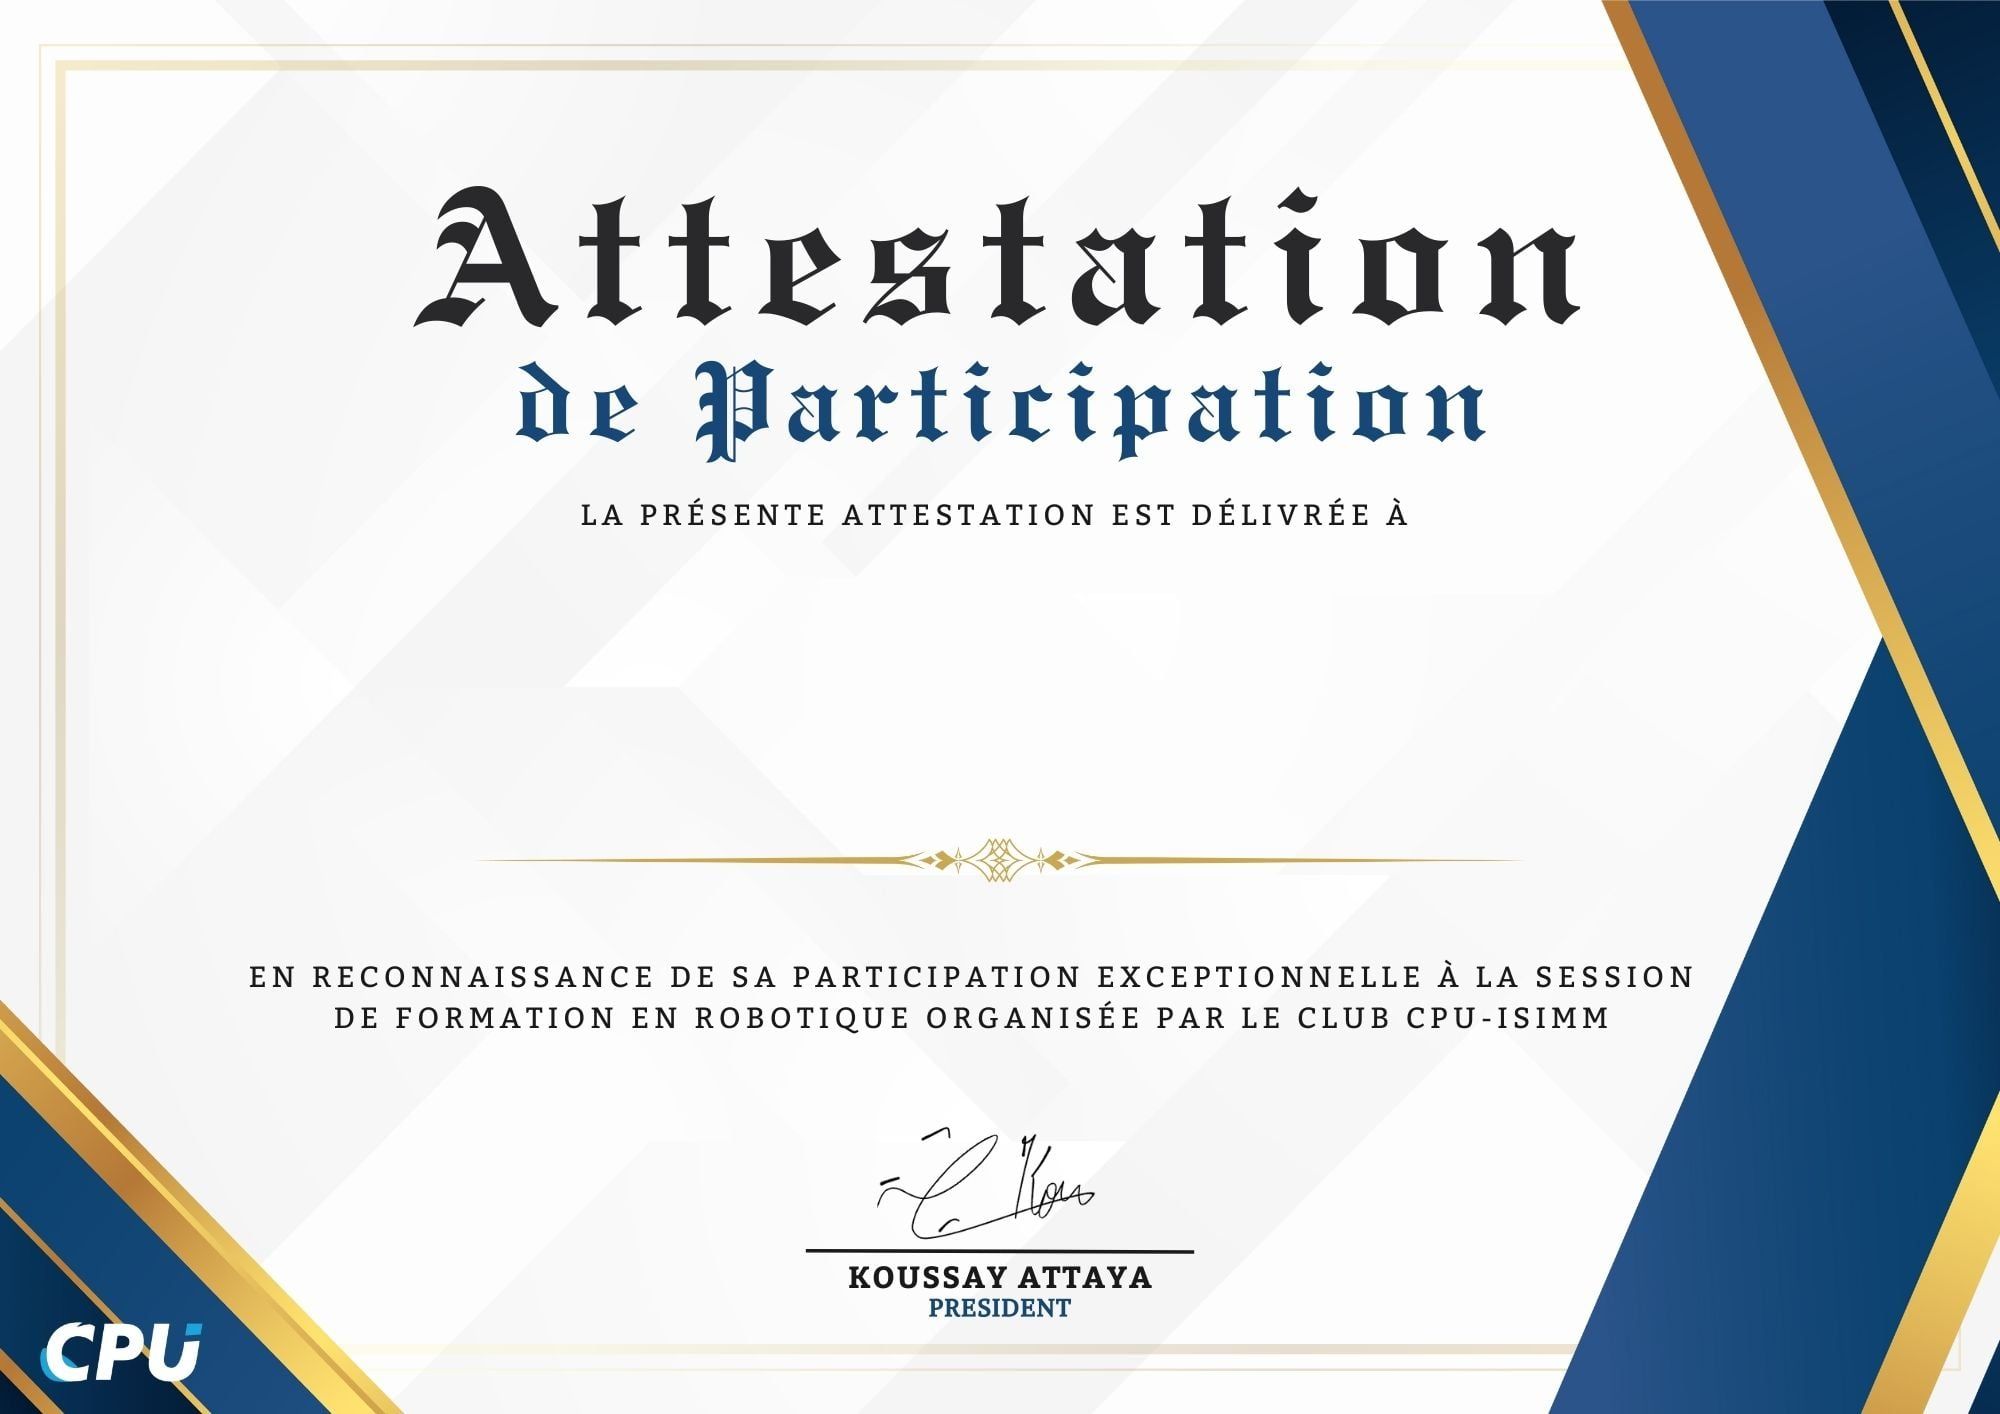 Attestation
de Participation
LA PRÉSENTE ATTESTATION EST DÉLIVRÉE À
EN RECONNAISSANCE DE SA PARTICIPATION EXCEPTIONNELLE À LA SESSION
DE FORMATION EN ROBOTIQUE ORGANISÉE PAR LE CLUB CPU-ISIMM
Kou
KOUSSAY ATTAYA
PRESIDENT
CPU